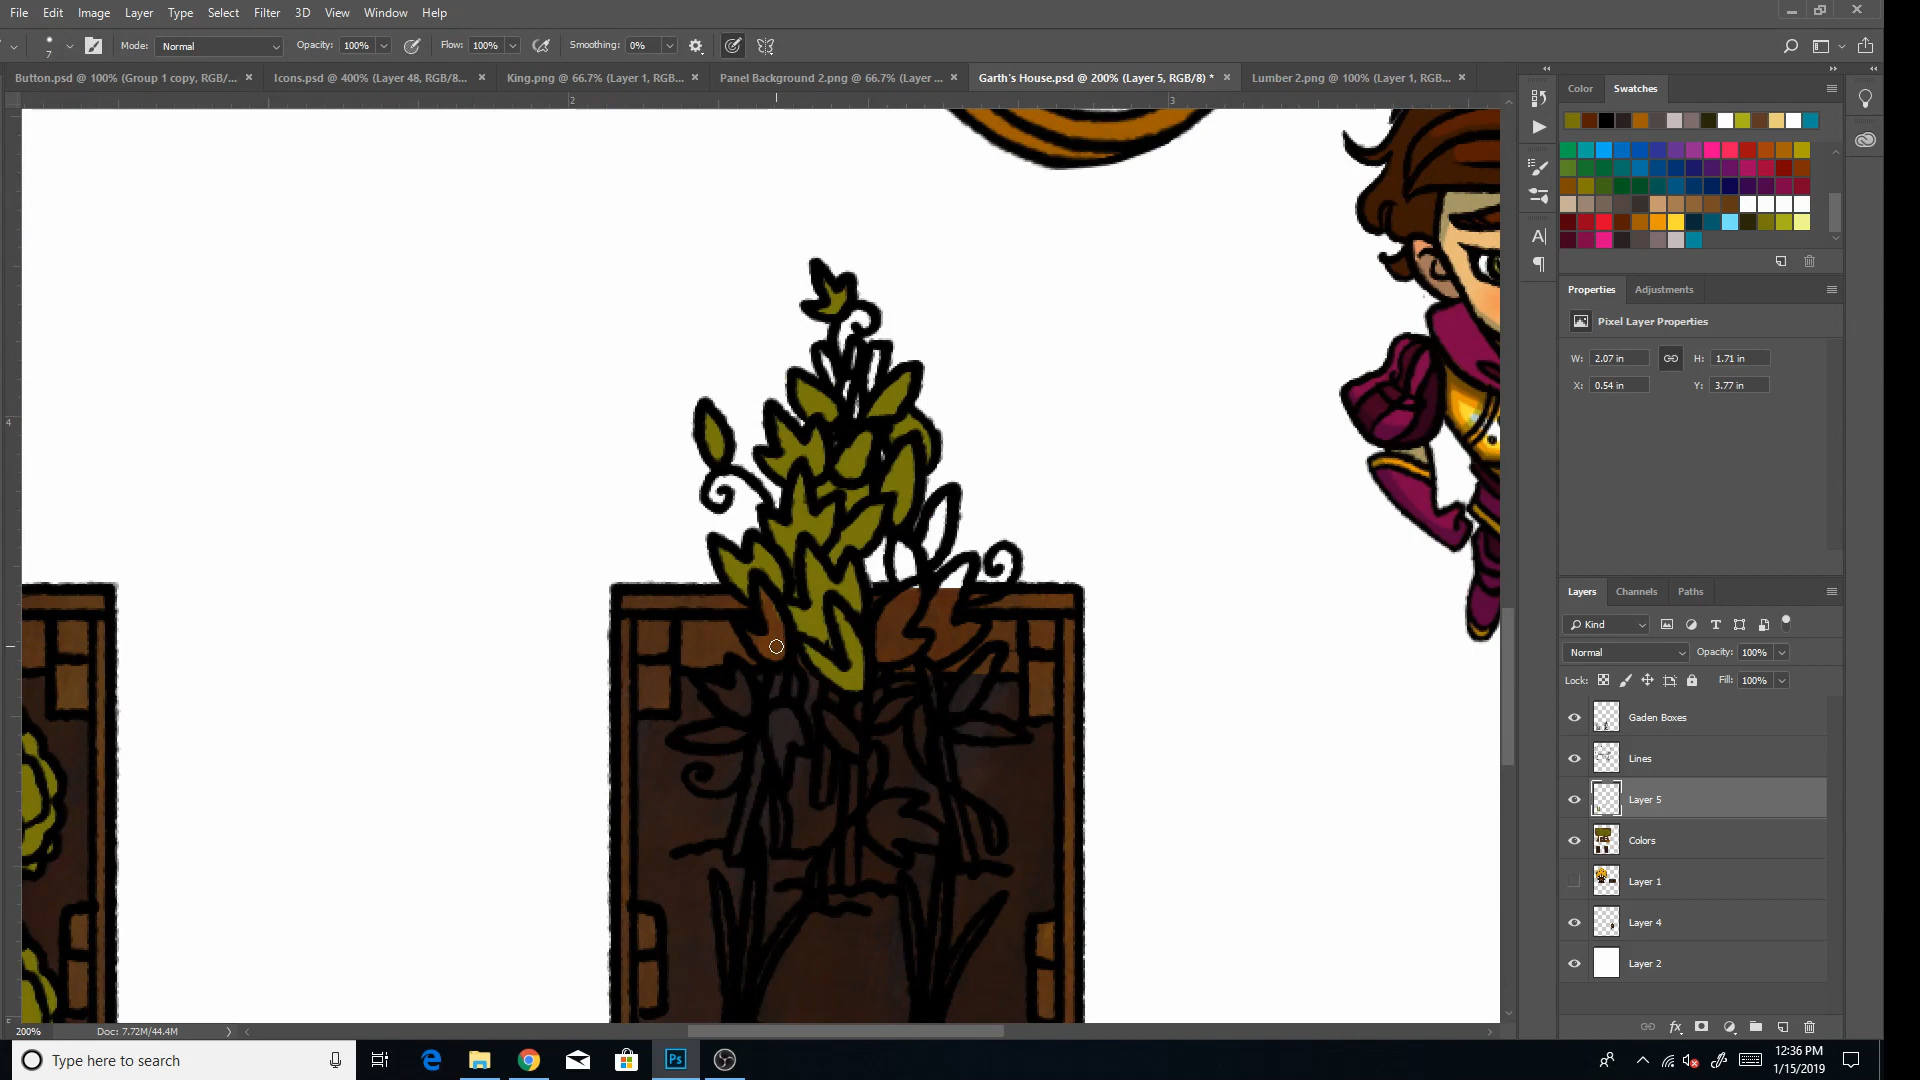 File Edit Image Layer Type Select Filter 3D View Window Help
7 Mode: Normal Opacity: 100% Flow: 100% Smoothing: 0%
Button.psd @ 100% (Group 1 copy, RGB/... × Icons.psd @ 400% (Layer 48, RGB/8... × King.png @ 66.7% (Layer 1, RGB... × Panel Background 2.png @ 66.7% (Layer ... × Garth's House.psd @ 200% (Layer 5, RGB/8) * × Lumber 2.png @ 100% (Layer 1, RGB... ×
2 3
Color Swatches
Properties Adjustments
Pixel Layer Properties
W: 2.07 in H: 1.71 in
X: 0.54 in Y: 3.77 in
4
Layers Channels Paths
Kind
Normal Opacity: 100%
Lock: Fill: 100%
Gaden Boxes
Lines
Layer 5
Colors
Layer 1
Layer 4
Layer 2
5
200% Doc: 7.72M/44.4M
Type here to search
Ps
12:36 PM
1/15/2019